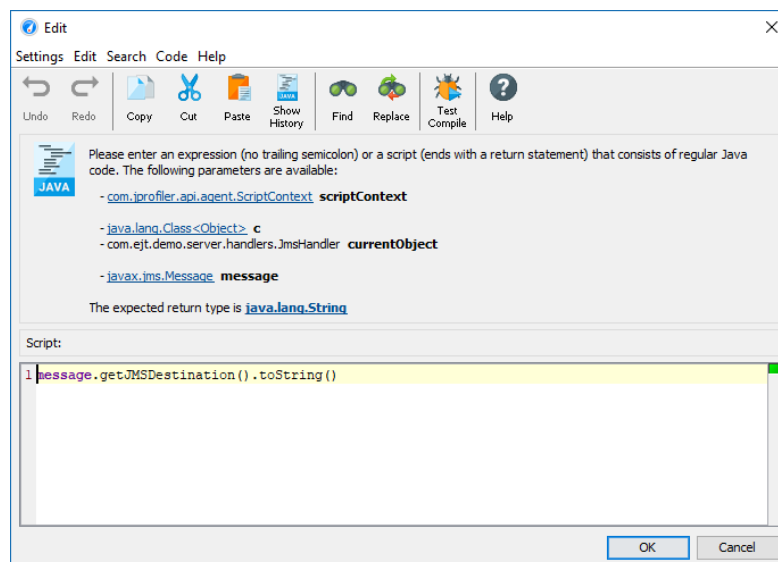 Edit
Settings Edit Search Code Help
Undo Redo Copy Cut Paste Show History Find Replace Test Compile Help
JAVA
Please enter an expression (no trailing semicolon) or a script (ends with a return statement) that consists of regular Java
code. The following parameters are available:
- com.jprofiler.api.agent.ScriptContext scriptContext
- java.lang.Class<Object> c
- com.ejt.demo.server.handlers.JmsHandler currentObject
- javax.jms.Message message
The expected return type is java.lang.String
Script:
1 message.getJMSDestination().toString()
OK Cancel